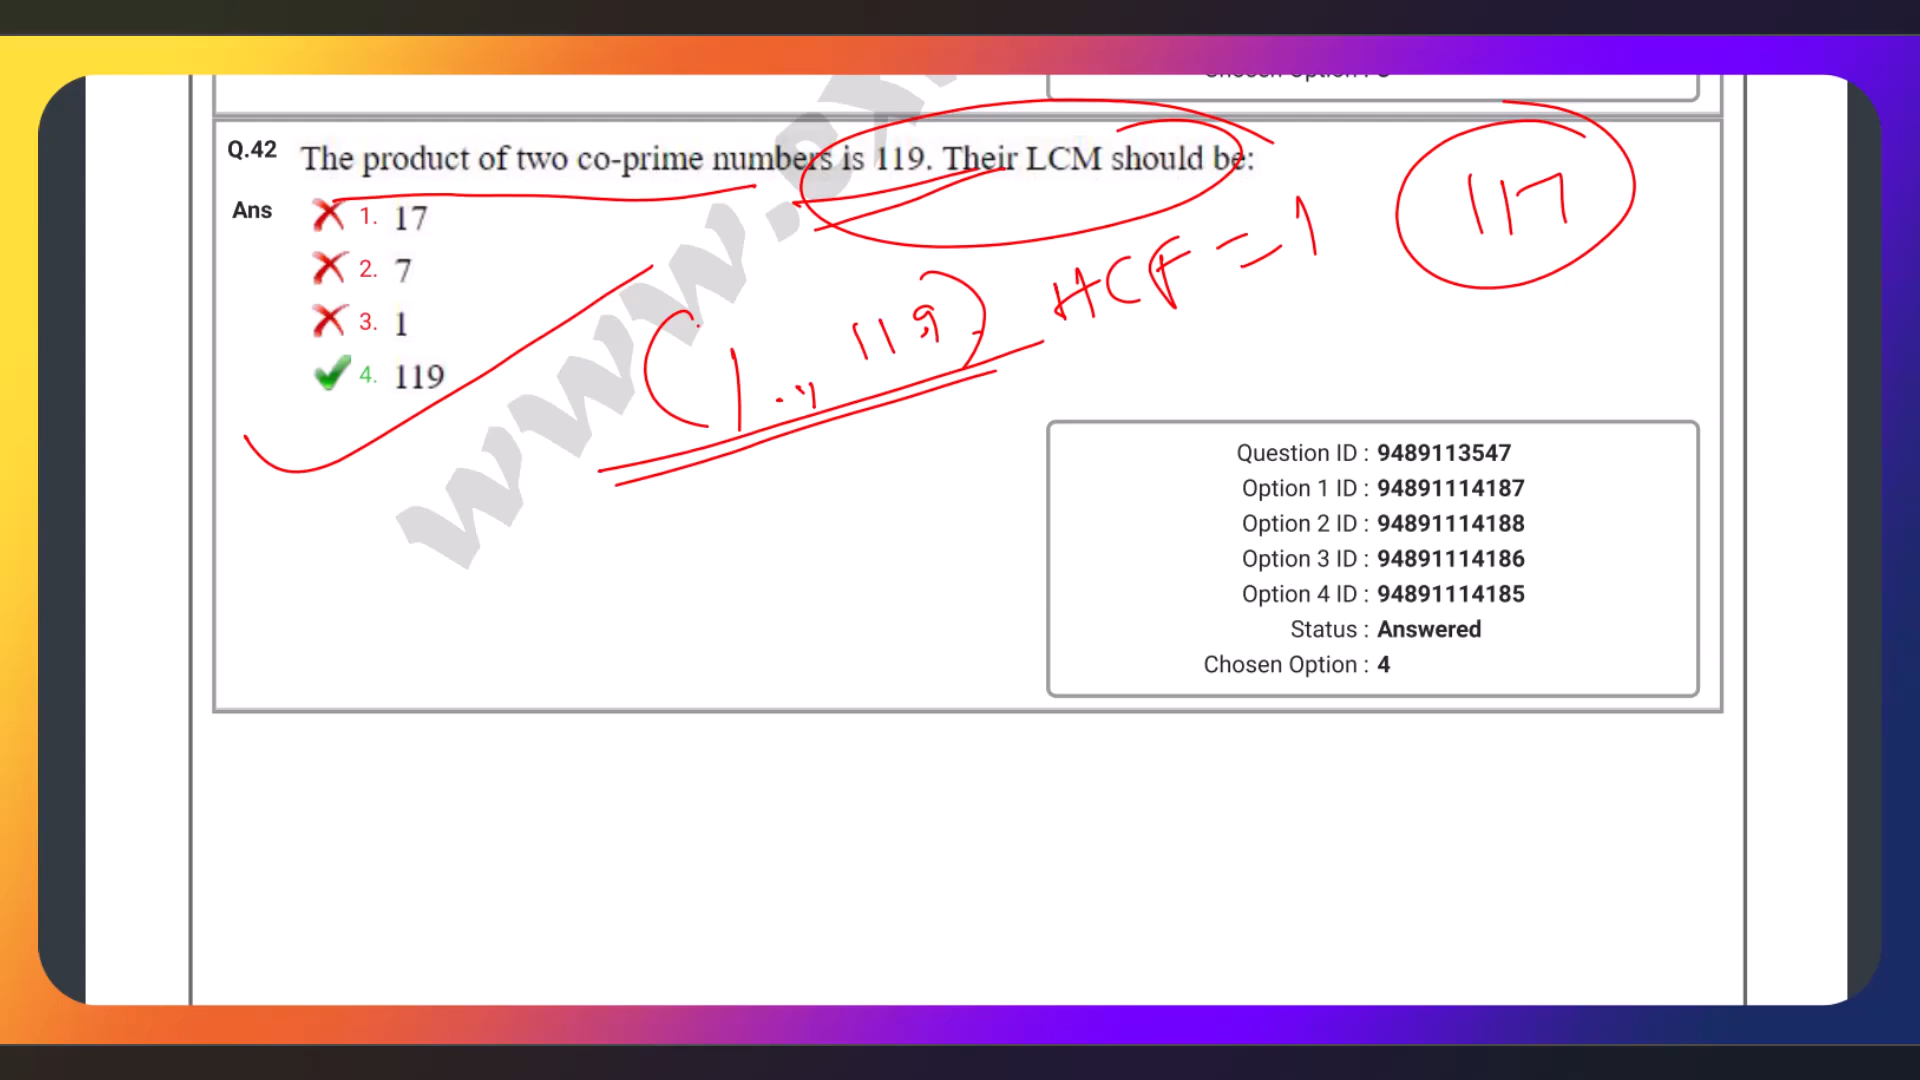 Q.42 The product of two co-prime numbers is 119. Their LCM should be:
Ans
1. 17
2. 7
3. 1
4. 119
(1, 119)
HCF = 1
117
www.ex
Question ID : 9489113547
Option 1 ID : 94891114187
Option 2 ID : 94891114188
Option 3 ID : 94891114186
Option 4 ID : 94891114185
Status : Answered
Chosen Option : 4